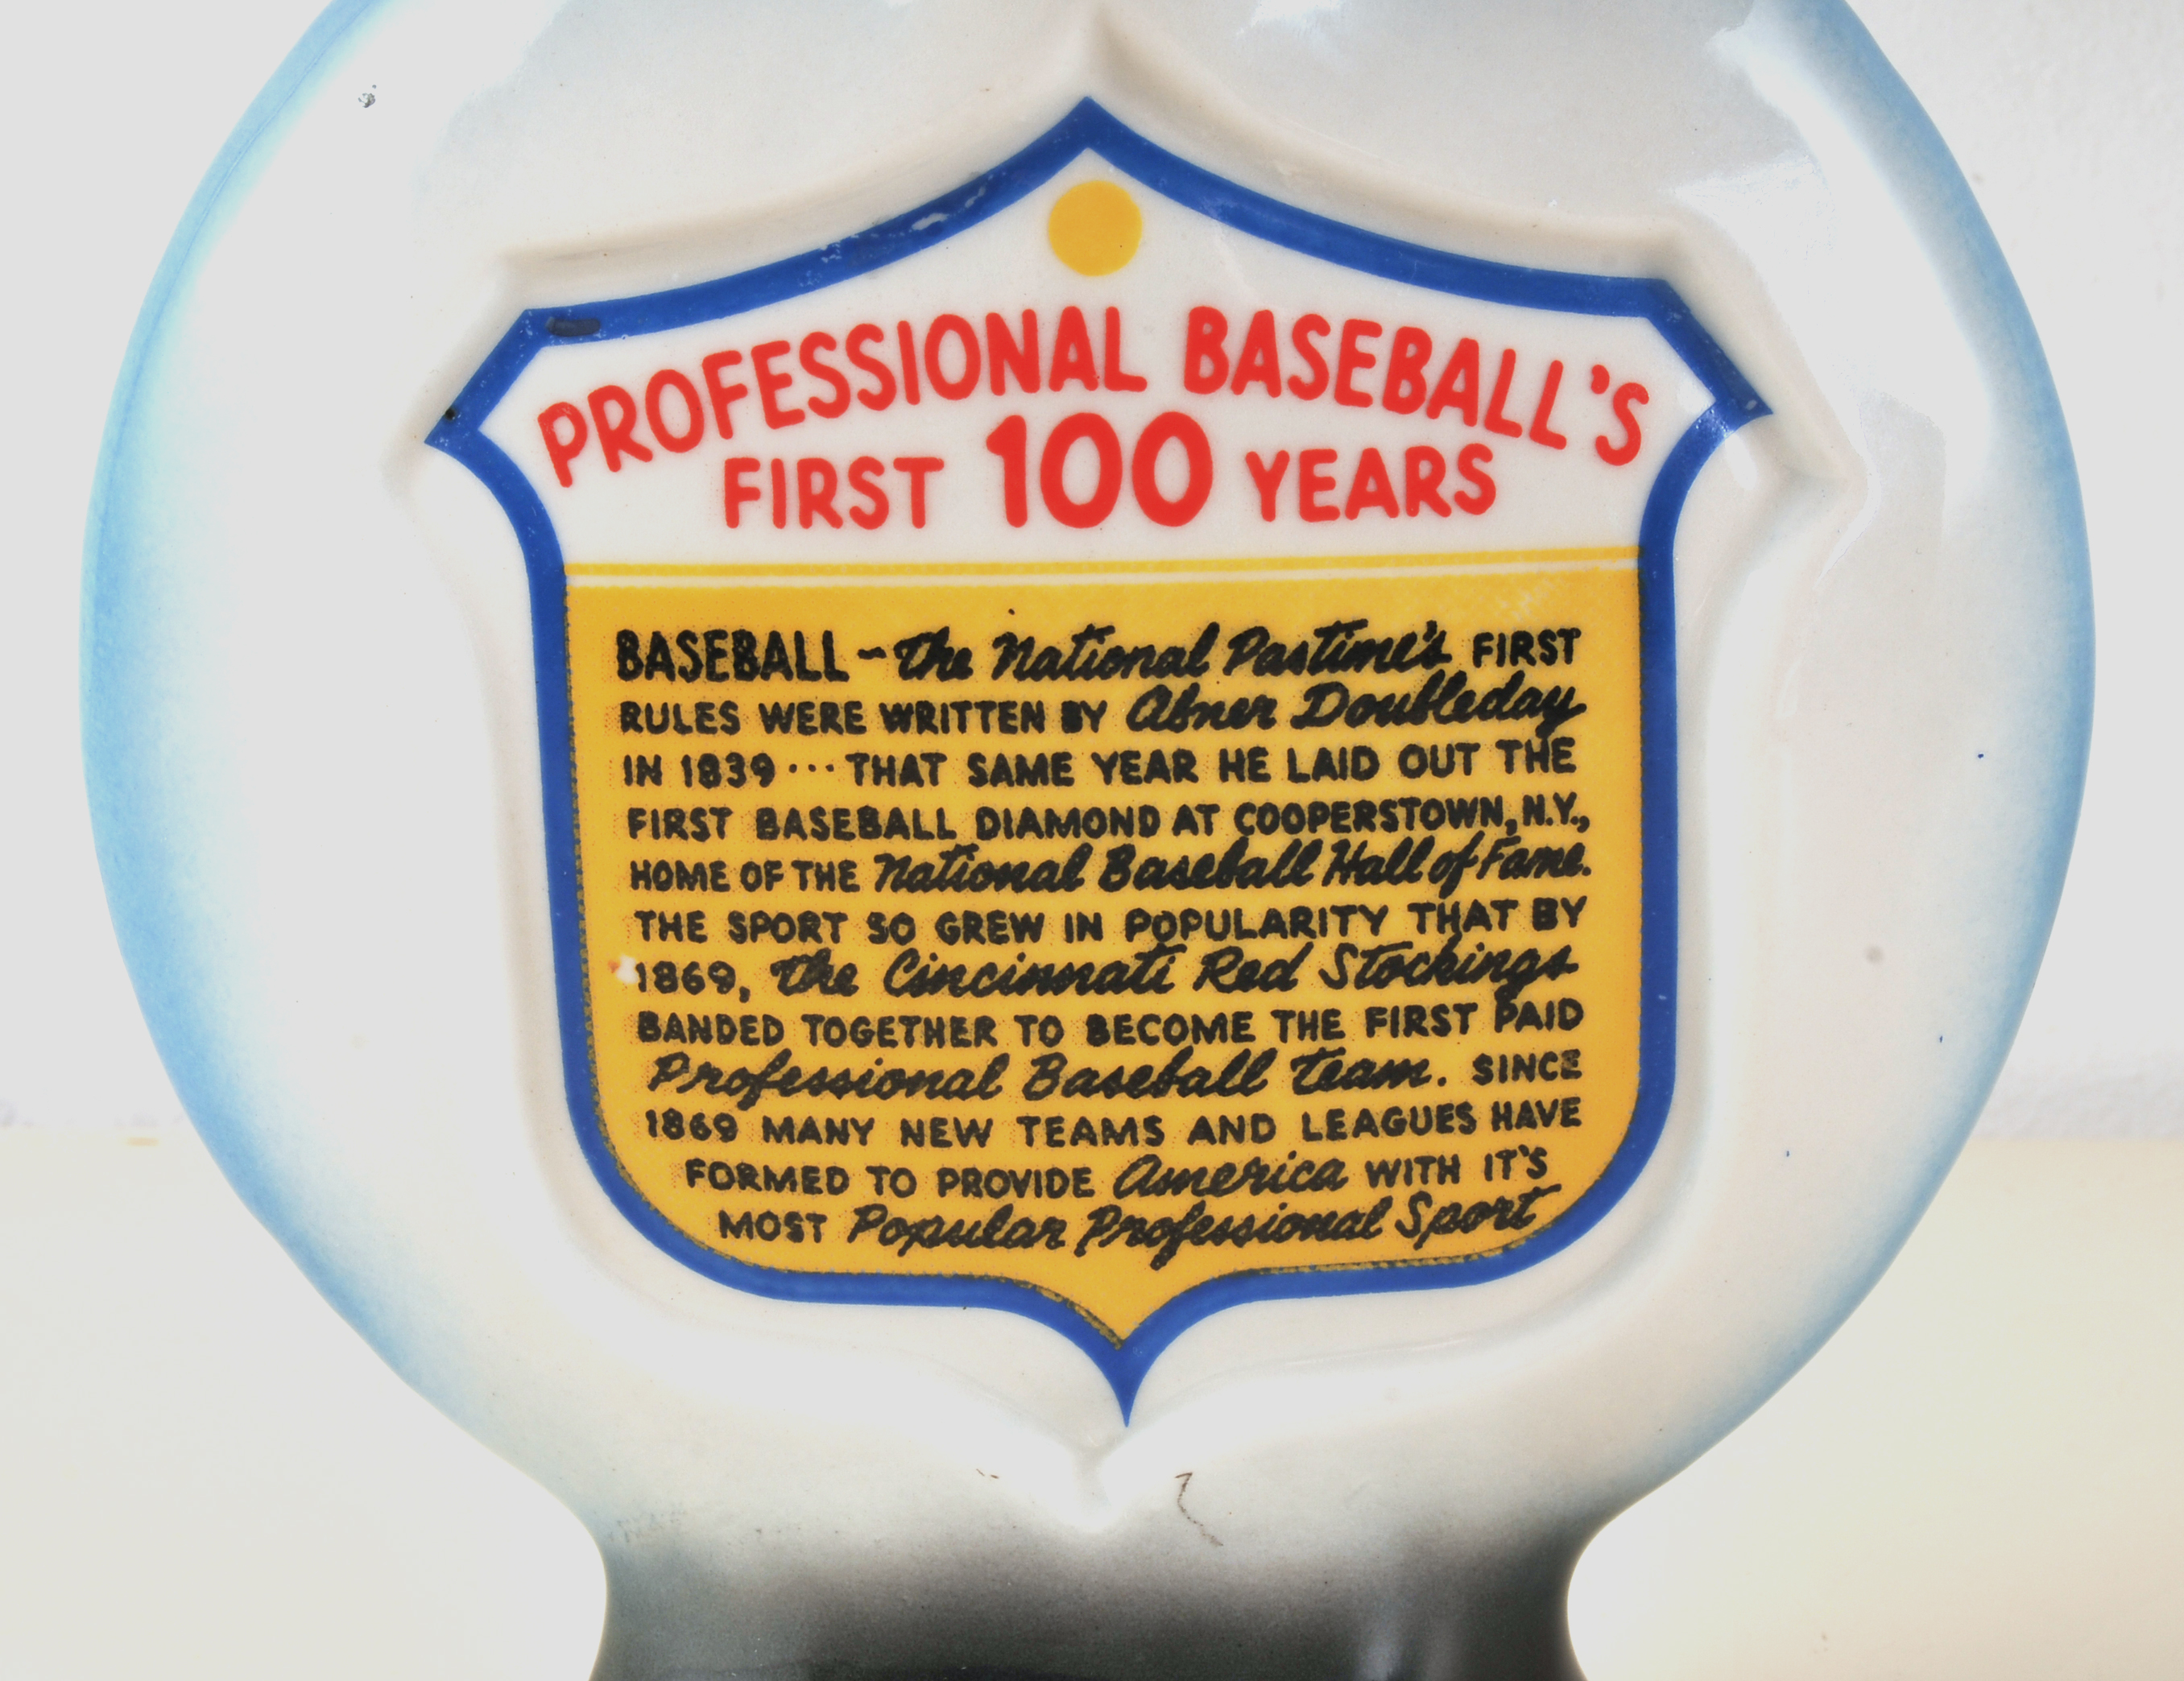 PROFESSIONAL BASEBALL'S
FIRST 100 YEARS
BASEBALL - the National Pastime's FIRST
RULES WERE WRITTEN BY Abner Doubleday
IN 1839 ... THAT SAME YEAR HE LAID OUT THE
FIRST BASEBALL DIAMOND AT COOPERSTOWN, N.Y.,
HOME OF THE National Baseball Hall of Fame.
THE SPORT SO GREW IN POPULARITY THAT BY
1869, the Cincinnati Red Stockings
BANDED TOGETHER TO BECOME THE FIRST PAID
Professional Baseball team. SINCE
1869 MANY NEW TEAMS AND LEAGUES HAVE
FORMED TO PROVIDE America WITH IT'S
MOST Popular Professional Sport